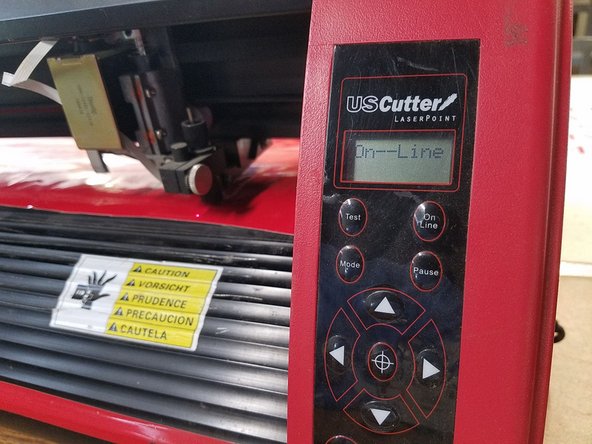 USCutter
LASERPOINT
On--Line
Test
On
Line
Mode
Pause
CAUTION
VORSICHT
PRUDENCE
PRECAUCION
CAUTELA